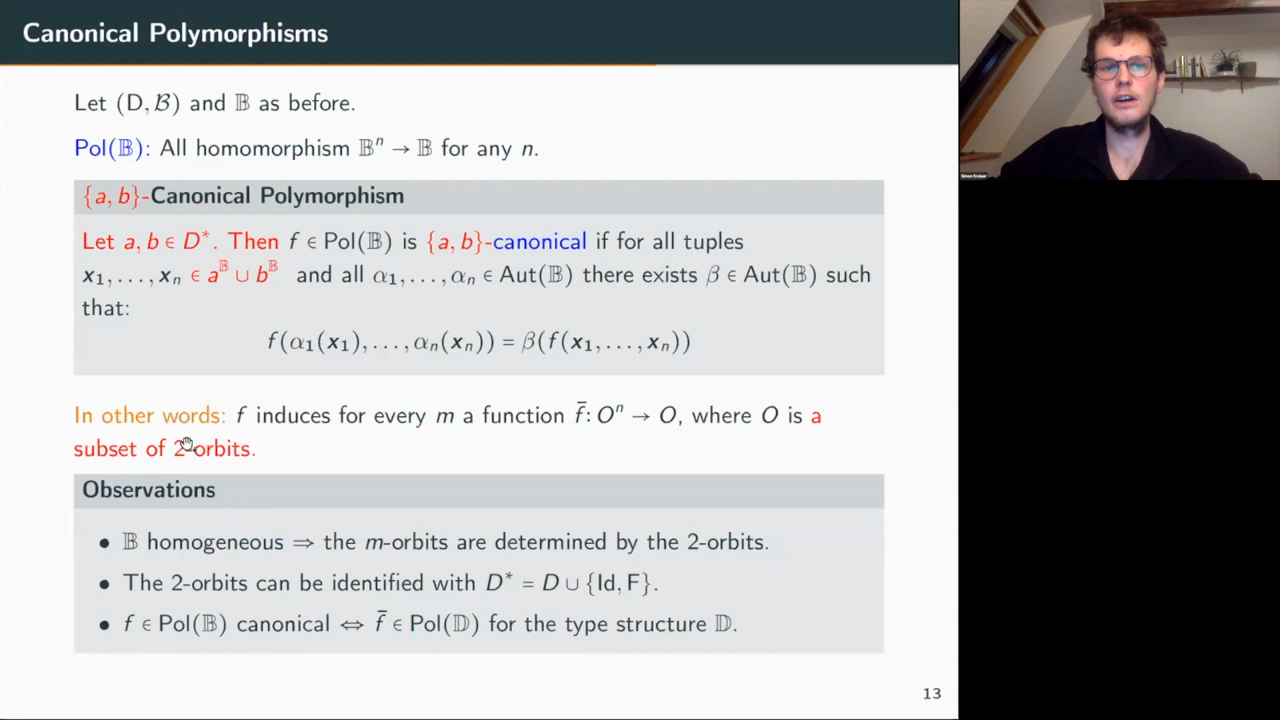 Canonical Polymorphisms
Let (D, ℬ) and 𝔹 as before.
Pol(𝔹): All homomorphism 𝔹ⁿ → 𝔹 for any n.
{a, b}-Canonical Polymorphism
Let a, b ∈ D*. Then f ∈ Pol(𝔹) is {a, b}-canonical if for all tuples
x₁, . . . , xₙ ∈ a^𝔹 ∪ b^𝔹 and all α₁, . . . , αₙ ∈ Aut(𝔹) there exists β ∈ Aut(𝔹) such
that:
f(α₁(x₁), . . . , αₙ(xₙ)) = β(f(x₁, . . . , xₙ))
In other words: f induces for every m a function f̄: Oⁿ → O, where O is a
subset of 2-orbits.
Observations
• 𝔹 homogeneous ⇒ the m-orbits are determined by the 2-orbits.
• The 2-orbits can be identified with D* = D ∪ {Id, F}.
• f ∈ Pol(𝔹) canonical ⇔ f̄ ∈ Pol(𝔻) for the type structure 𝔻.
13